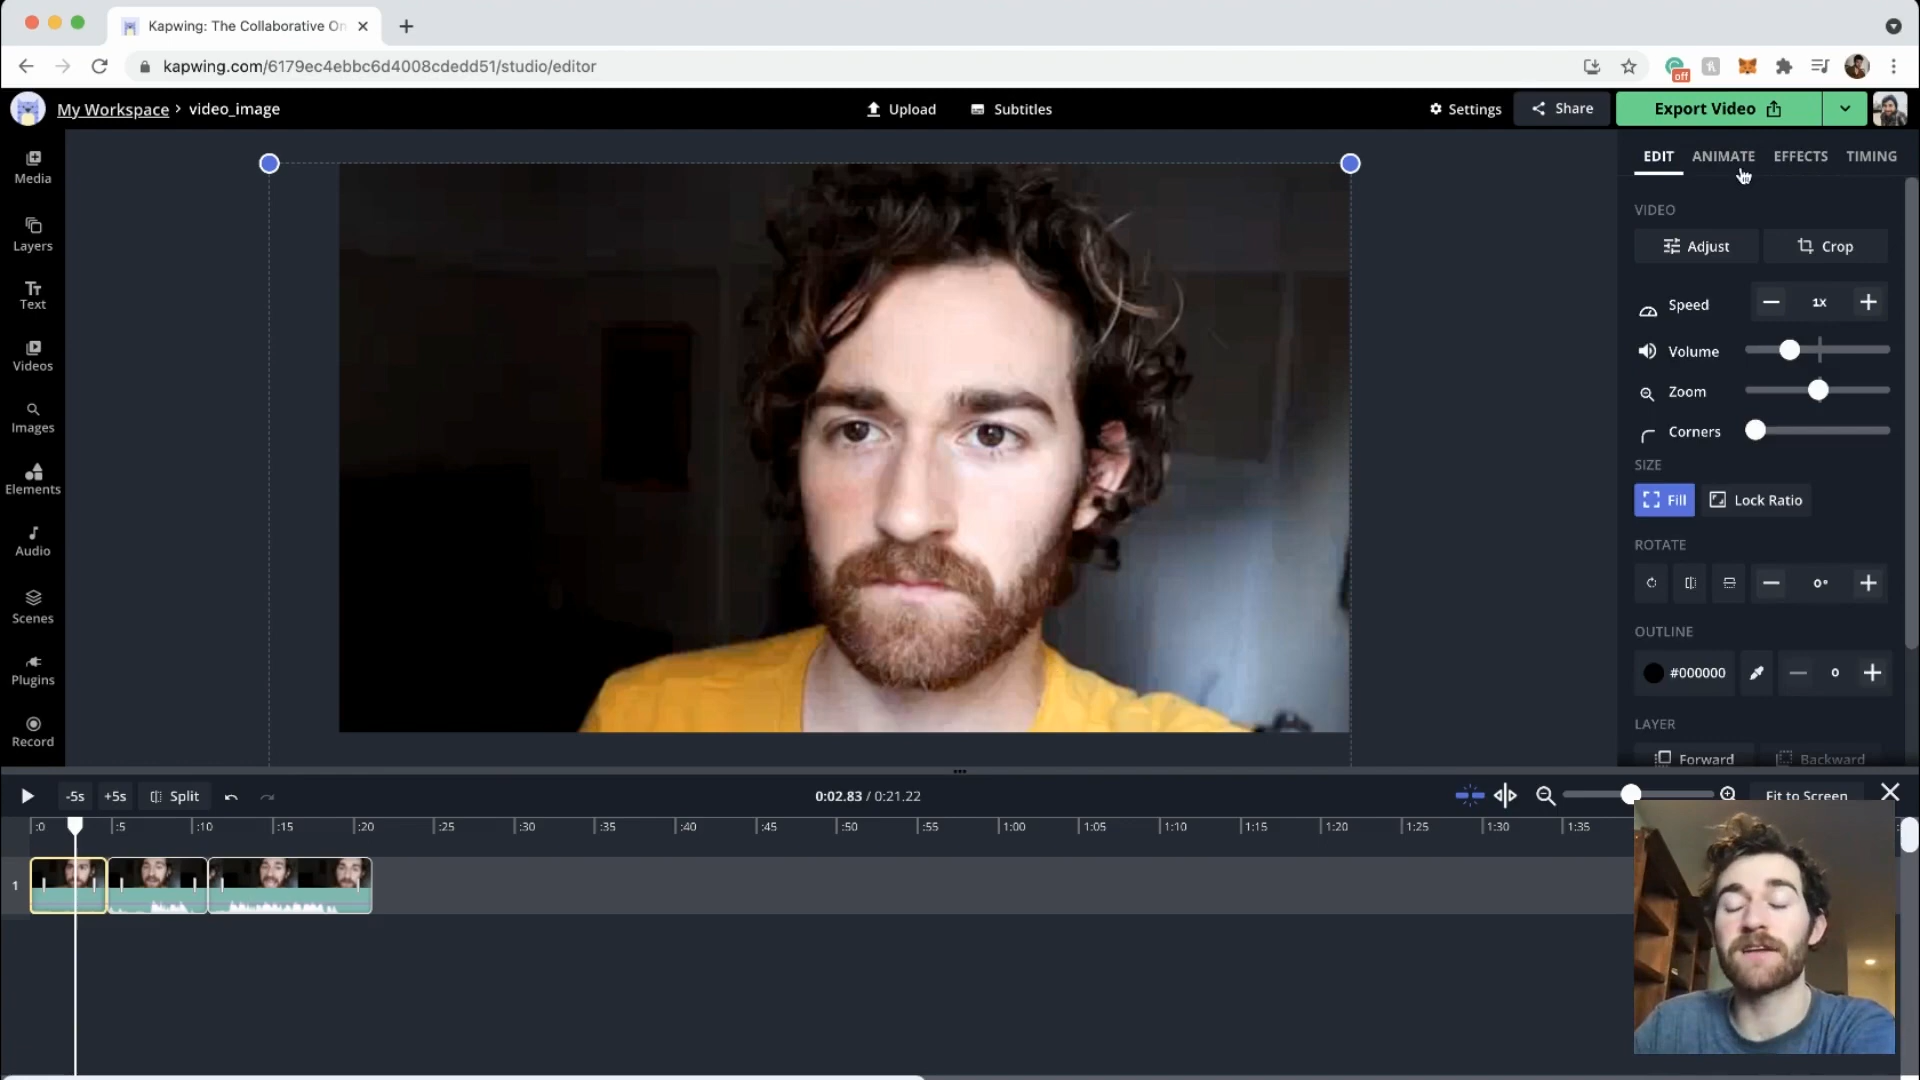 Kapwing: The Collaborative On
kapwing.com/6179ec4ebbc6d4008cdedd51/studio/editor
off
My Workspace > video_image
Upload
Subtitles
Settings
Share
Export Video
Media
Layers
Text
Videos
Images
Elements
Audio
Scenes
Plugins
Record
EDIT ANIMATE EFFECTS TIMING
VIDEO
Adjust
Crop
Speed
1X
Volume
Zoom
Corners
SIZE
Fill
Lock Ratio
ROTATE
0°
OUTLINE
#000000
0
LAYER
Forward
Backward
-5s
+5s
Split
0:02.83 / 0:21.22
Fit to Screen
:0 :5 :10 :15 :20 :25 :30 :35 :40 :45 :50 :55 1:00 1:05 1:10 1:15 1:20 1:25 1:30 1:35
1